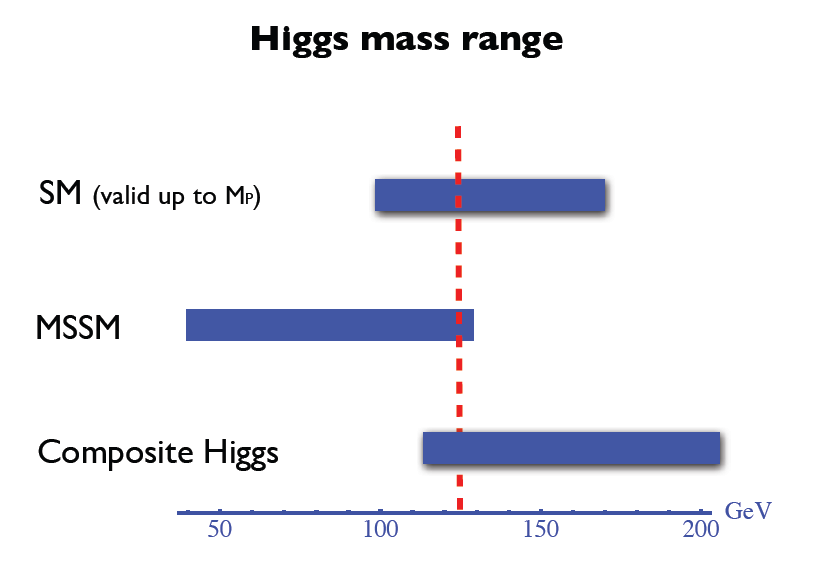 Higgs mass range
SM (valid up to MP)
MSSM
Composite Higgs
50 100 150 200 GeV